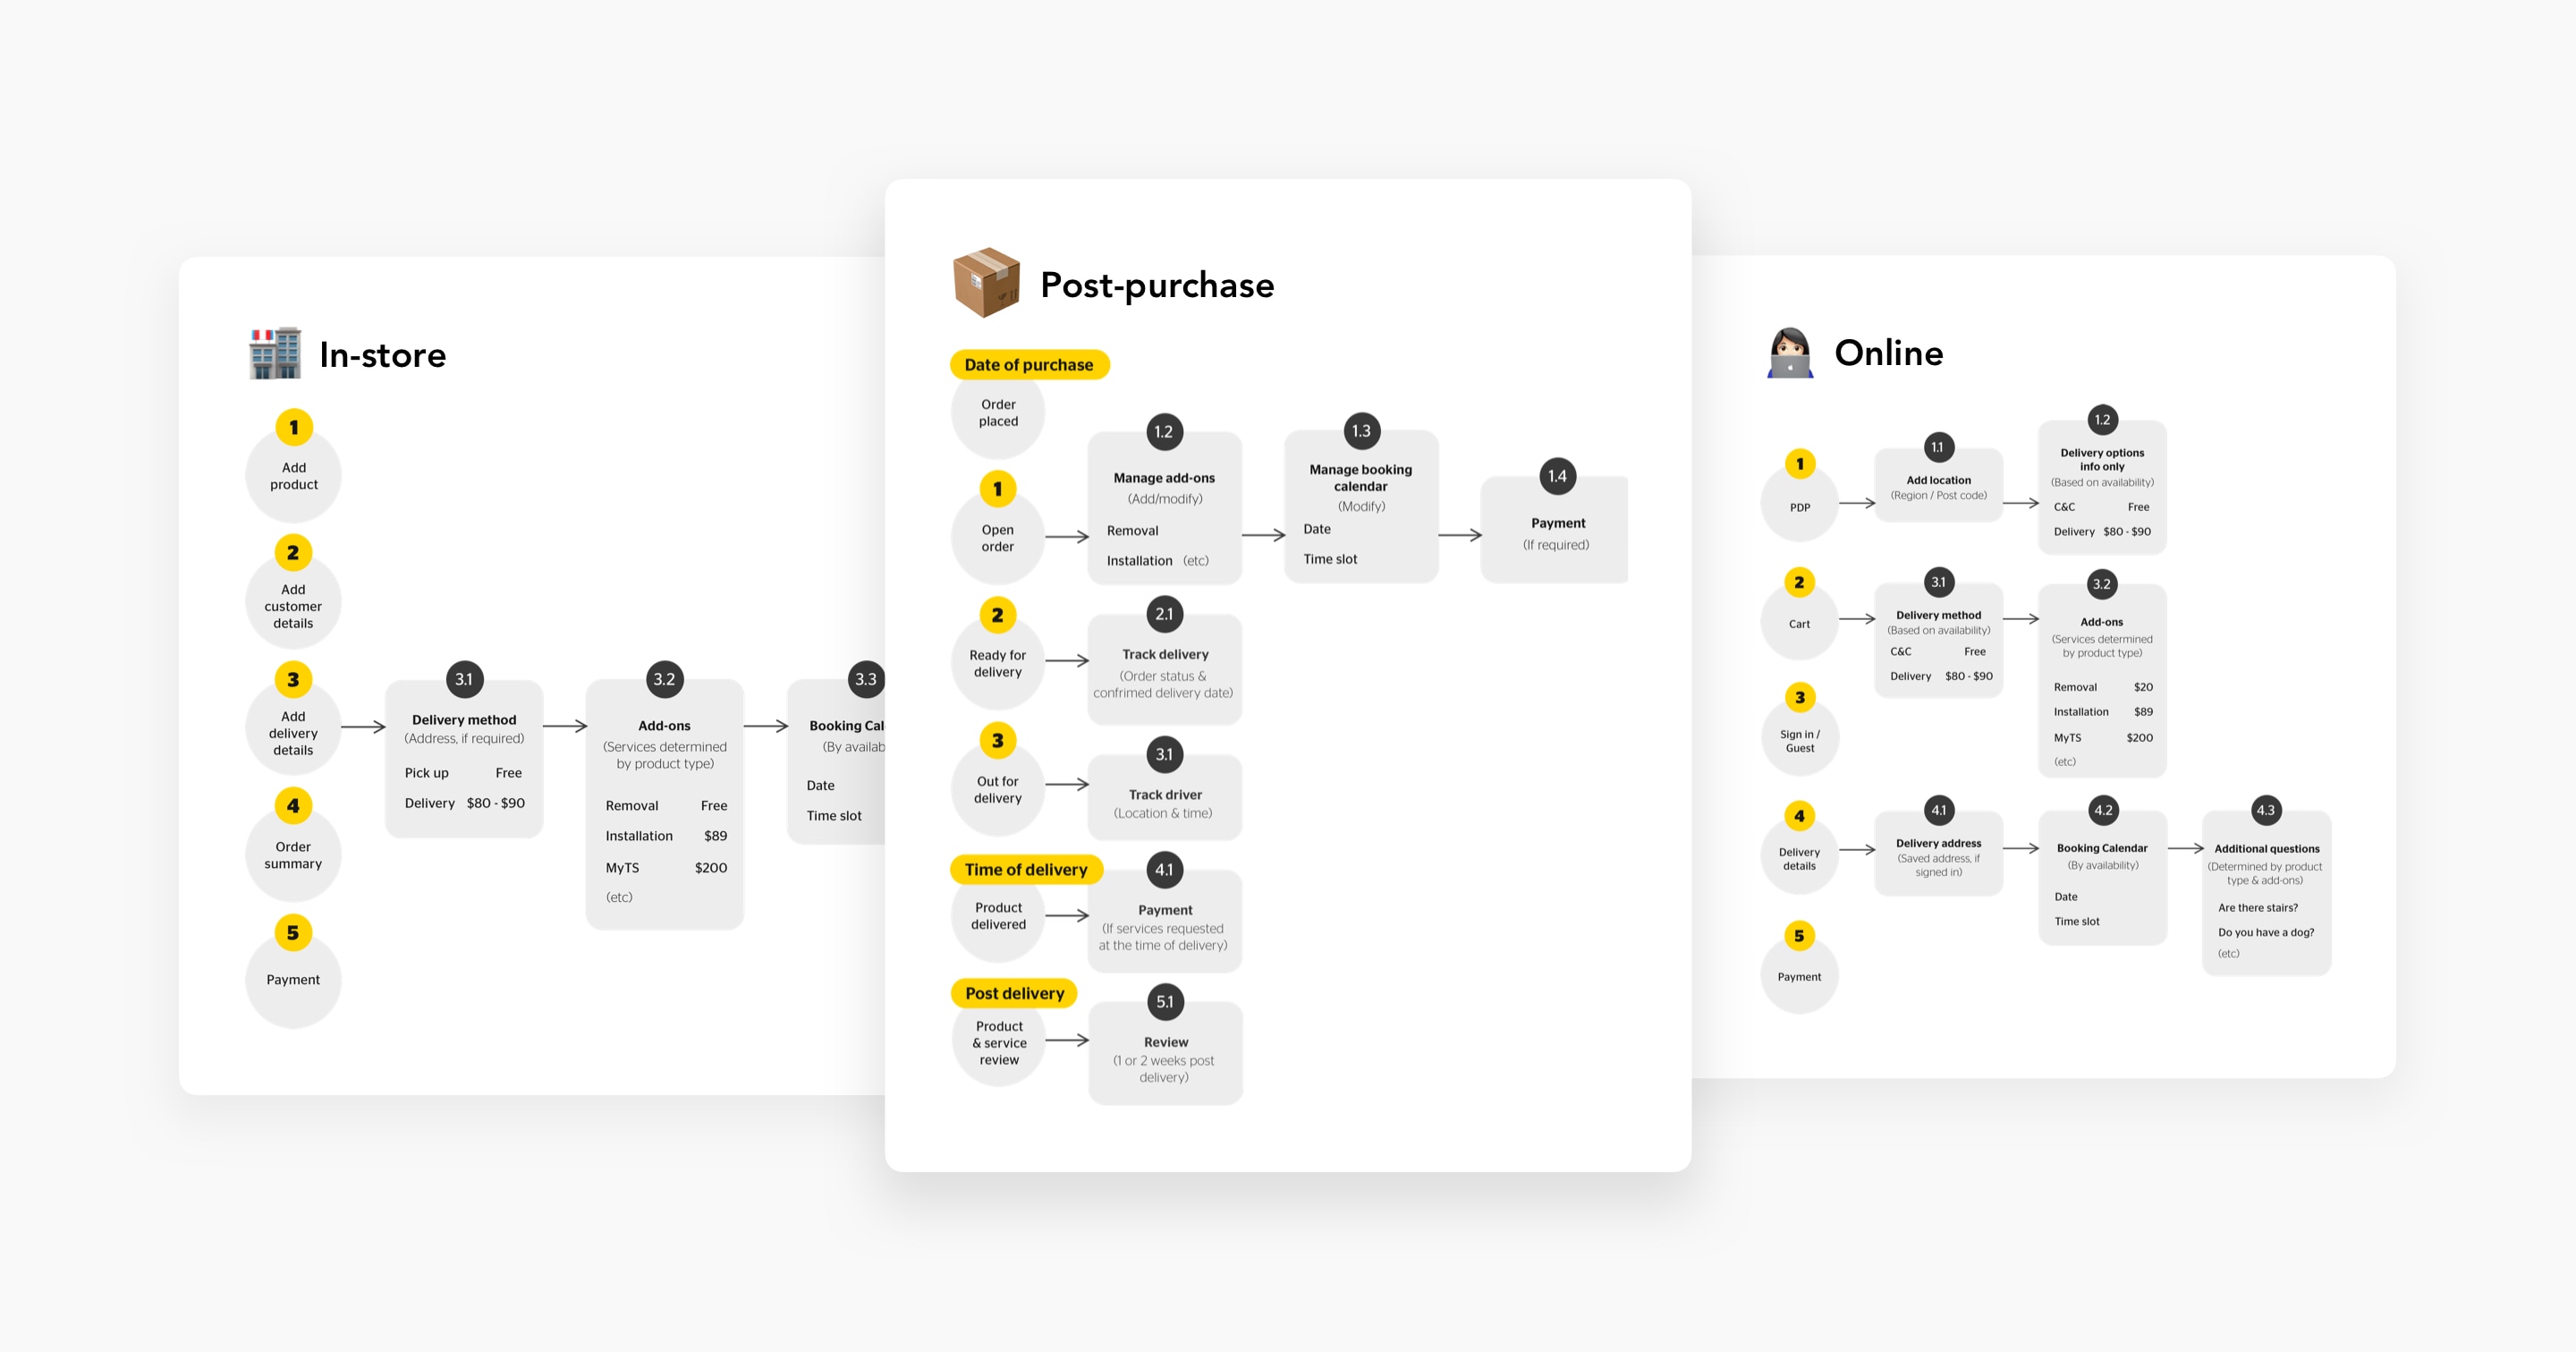 In-store
1
Add
product
2
Add
customer
details
3
Add
delivery
details
3.1
Delivery method
(Address, if required)
Pick up Free
Delivery $80 - $90
3.2
Add-ons
(Services determined
by product type)
Removal Free
Installation $89
MyTS $200
(etc)
3.3
Booking Cal
(By availab
Date
Time slot
4
Order
summary
5
Payment
Post-purchase
Date of purchase
Order
placed
1
Open
order
1.2
Manage add-ons
(Add/modify)
Removal
Installation (etc)
1.3
Manage booking
calendar
(Modify)
Date
Time slot
1.4
Payment
(If required)
2
Ready for
delivery
2.1
Track delivery
(Order status &
confrimed delivery date)
3
Out for
delivery
3.1
Track driver
(Location & time)
Time of delivery
Product
delivered
4.1
Payment
(If services requested
at the time of delivery)
Post delivery
Product
& service
review
5.1
Review
(1 or 2 weeks post
delivery)
Online
1
PDP
1.1
Add location
(Region / Post code)
1.2
Delivery options
info only
(Based on availability)
C&C Free
Delivery $80 - $90
2
Cart
3.1
Delivery method
(Based on availability)
C&C Free
Delivery $80 - $90
3.2
Add-ons
(Services determined
by product type)
Removal $20
Installation $89
MyTS $200
(etc)
3
Sign in /
Guest
4
Delivery
details
4.1
Delivery address
(Saved address, if
signed in)
4.2
Booking Calendar
(By availability)
Date
Time slot
4.3
Additional questions
(Determined by product
type & add-ons)
Are there stairs?
Do you have a dog?
(etc)
5
Payment